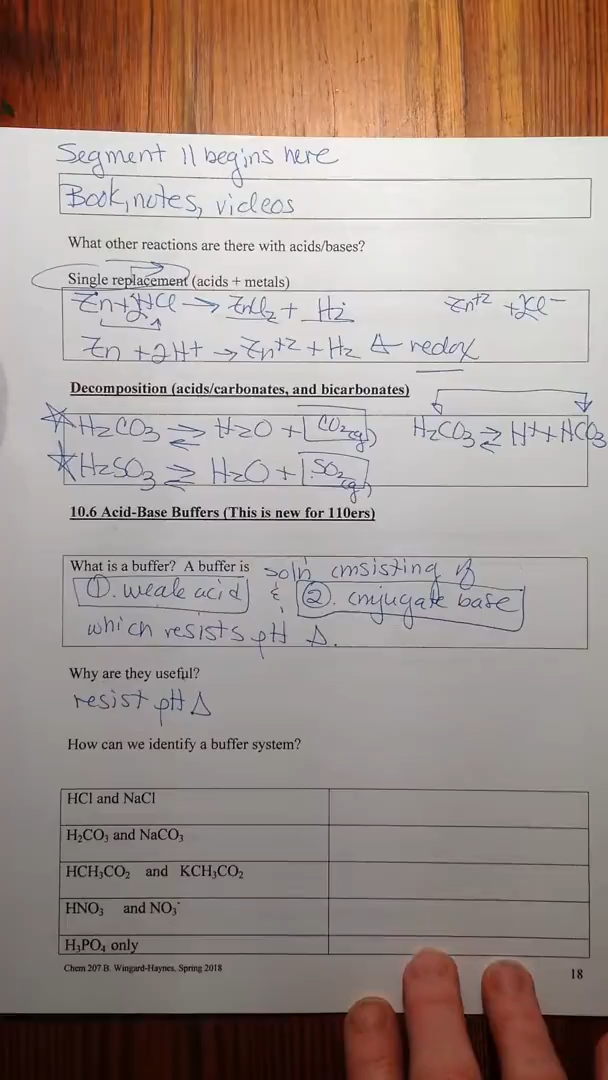 Segment 11 begins here
Book, notes, videos
What other reactions are there with acids/bases?
Single replacement (acids + metals)
Zn + 2HCl → ZnCl₂ + H₂ Zn⁺² + 2Cl⁻
Zn + 2H⁺ → Zn⁺² + H₂ Δ redox
Decomposition (acids/carbonates, and bicarbonates)
H₂CO₃ ⇌ H₂O + CO₂(g) H₂CO₃ ⇌ H⁺ + HCO₃
H₂SO₃ ⇌ H₂O + SO₂(g)
10.6 Acid-Base Buffers (This is new for 110ers)
What is a buffer? A buffer is soln consisting of
①. weak acid & ②. conjugate base
which resists pH Δ.
Why are they useful?
resist pH Δ
How can we identify a buffer system?
HCl and NaCl
H₂CO₃ and NaCO₃
HCH₃CO₂ and KCH₃CO₂
HNO₃ and NO₃⁻
H₃PO₄ only
Chem 207 B. Wingard-Haynes, Spring 2018 18